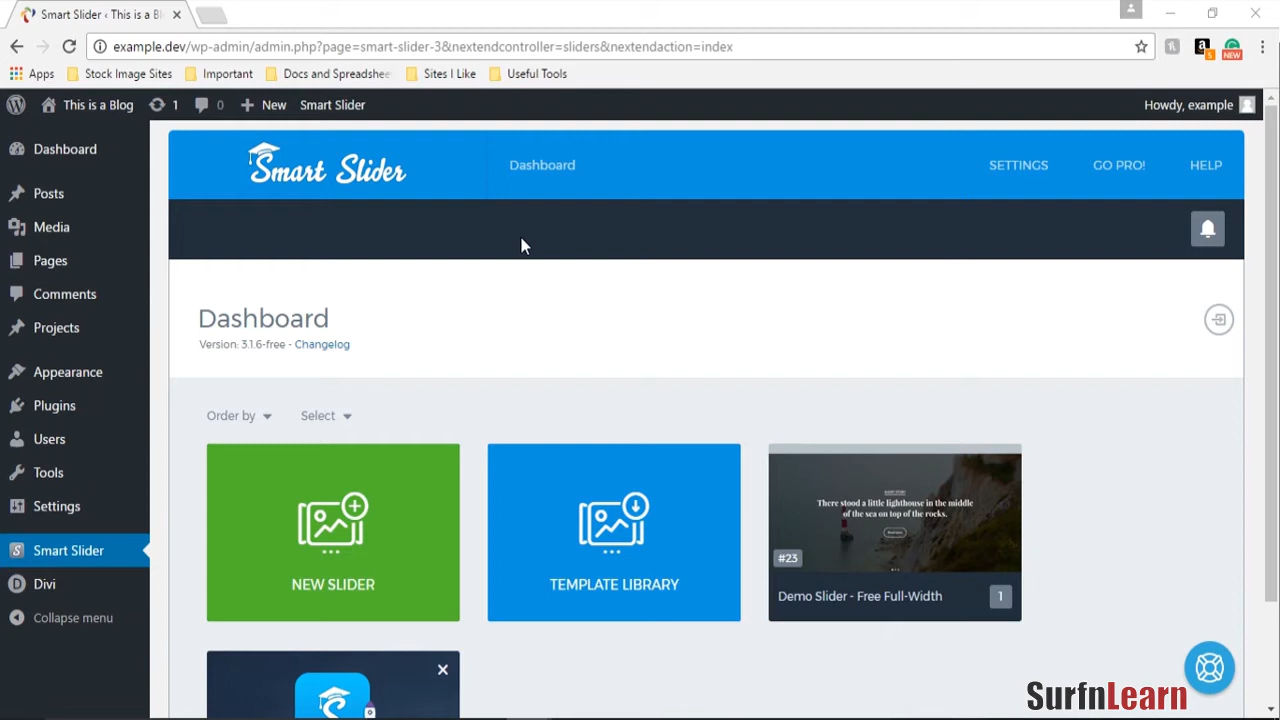 Smart Slider ‹ This is a Bl
example.dev/wp-admin/admin.php?page=smart-slider-3&nextendcontroller=sliders&nextendaction=index
5
NEW
Apps Stock Image Sites Important Docs and Spreadshee Sites I Like Useful Tools
This is a Blog 1 0 New Smart Slider Howdy, example
Dashboard
Posts
Media
Pages
Comments
Projects
Appearance
Plugins
Users
Tools
Settings
Smart Slider
Divi
Collapse menu
Smart Slider Dashboard SETTINGS GO PRO! HELP
Dashboard
Version: 3.1.6-free - Changelog
Order by Select
NEW SLIDER
TEMPLATE LIBRARY
There stood a little lighthouse in the middle
of the sea on top of the rocks.
#23
Demo Slider - Free Full-Width 1
SurfnLearn